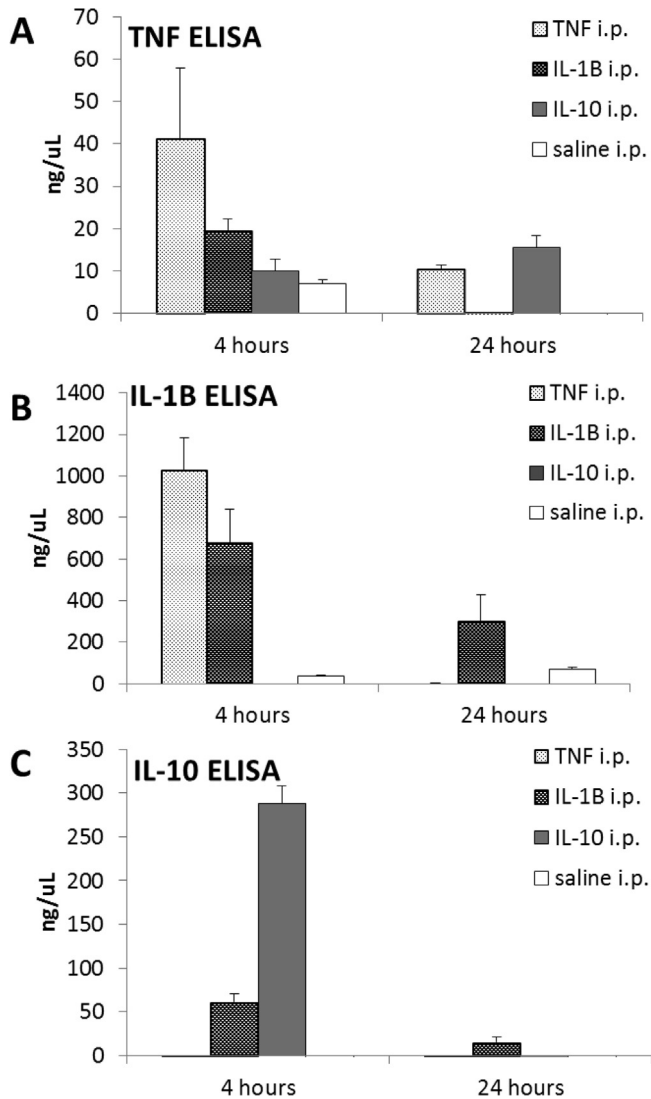 A
TNF ELISA
ng/uL
70
60
50
40
30
20
10
0
4 hours
24 hours
TNF i.p.
IL-1B i.p.
IL-10 i.p.
saline i.p.
B
IL-1B ELISA
ng/uL
1400
1200
1000
800
600
400
200
0
4 hours
24 hours
TNF i.p.
IL-1B i.p.
IL-10 i.p.
saline i.p.
C
IL-10 ELISA
ng/uL
350
300
250
200
150
100
50
0
4 hours
24 hours
TNF i.p.
IL-1B i.p.
IL-10 i.p.
saline i.p.